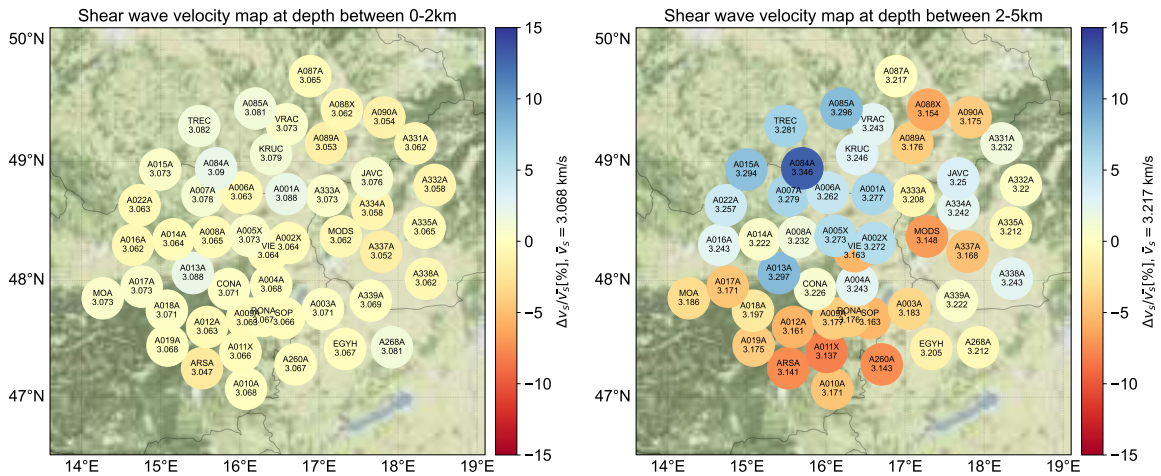 Shear wave velocity map at depth between 0-2km
50°N
49°N
48°N
47°N
14°E 15°E 16°E 17°E 18°E 19°E
A087A
3.065
A085A
3.081
A088X
3.062
TREC
3.082
VRAC
3.073
A090A
3.054
A089A
3.053
A331A
3.062
KRUC
3.079
A015A
3.073
A084A
3.09
JAVC
3.076
A332A
3.058
A007A
3.078
A006A
3.063
A001A
3.088
A333A
3.073
A022A
3.063
A334A
3.058
A335A
3.065
A016A
3.062
A014A
3.064
A008A
3.065
A005X
3.073
VIE
3.064
A002X
3.064
MODS
3.062
A337A
3.052
A013A
3.088
A338A
3.062
MOA
3.073
A017A
3.073
CONA
3.071
A004A
3.068
A018A
3.071
A003A
3.071
A339A
3.069
A012A
3.063
3.067
SOP
3.066
A019A
3.068
A011X
3.066
EGYH
3.067
A268A
3.081
ARSA
3.047
A260A
3.067
A010A
3.068
15
10
5
0
−5
−10
−15
Δvs/v̄s[%], v̄s = 3.068 km/s
Shear wave velocity map at depth between 2-5km
50°N
49°N
48°N
47°N
14°E 15°E 16°E 17°E 18°E 19°E
A087A
3.217
A085A
3.296
A088X
3.154
TREC
3.281
VRAC
3.243
A090A
3.175
A089A
3.176
A331A
3.232
KRUC
3.246
A015A
3.294
A084A
3.346
JAVC
3.25
A332A
3.22
A007A
3.279
A006A
3.262
A001A
3.277
A333A
3.208
A022A
3.257
A334A
3.242
A335A
3.212
A016A
3.243
A014A
3.222
A008A
3.232
A005X
3.273
VIE
3.163
A002X
3.272
MODS
3.148
A337A
3.168
A013A
3.297
A338A
3.243
MOA
3.186
A017A
3.171
CONA
3.226
A004A
3.243
A018A
3.197
A003A
3.183
A339A
3.222
A012A
3.161
3.177
3.176
SOP
3.163
A019A
3.175
A011X
3.137
EGYH
3.205
A268A
3.212
ARSA
3.141
A260A
3.143
A010A
3.171
15
10
5
0
−5
−10
−15
Δvs/v̄s[%], v̄s = 3.217 km/s